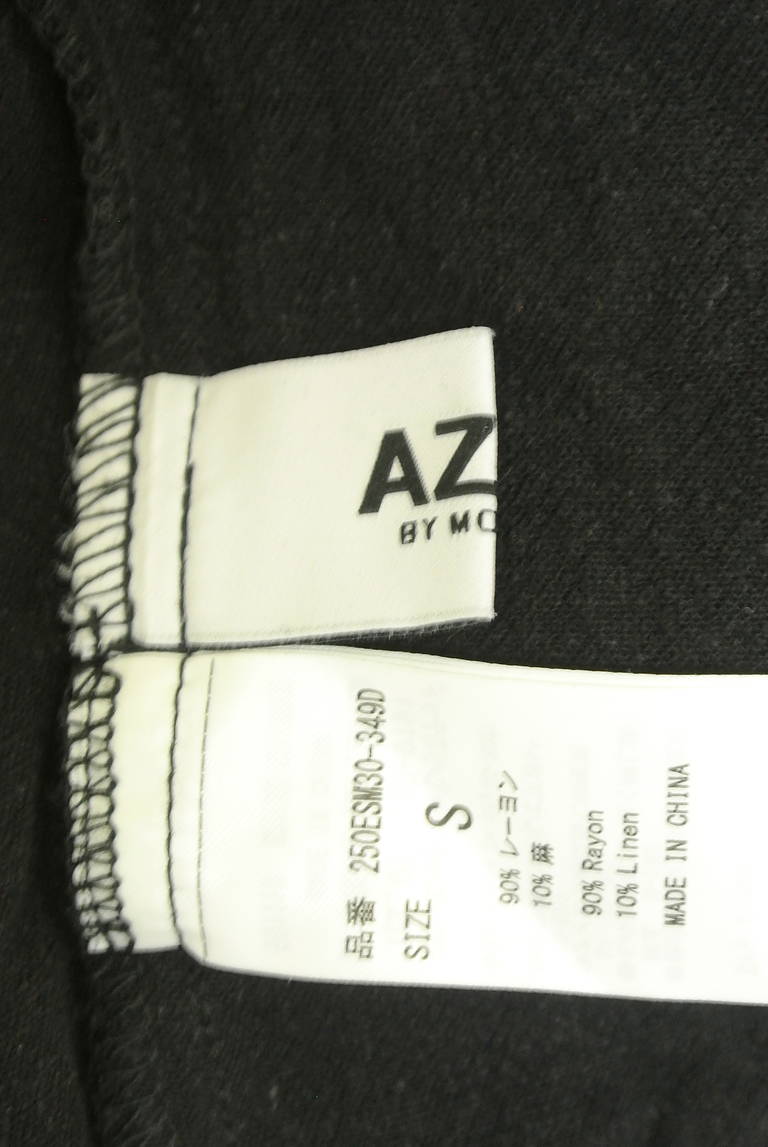 AZ
BY MO
品番 250ESM30-349D
SIZE S
90% レーヨン
10% 麻
90% Rayon
10% Linen
MADE IN CHINA